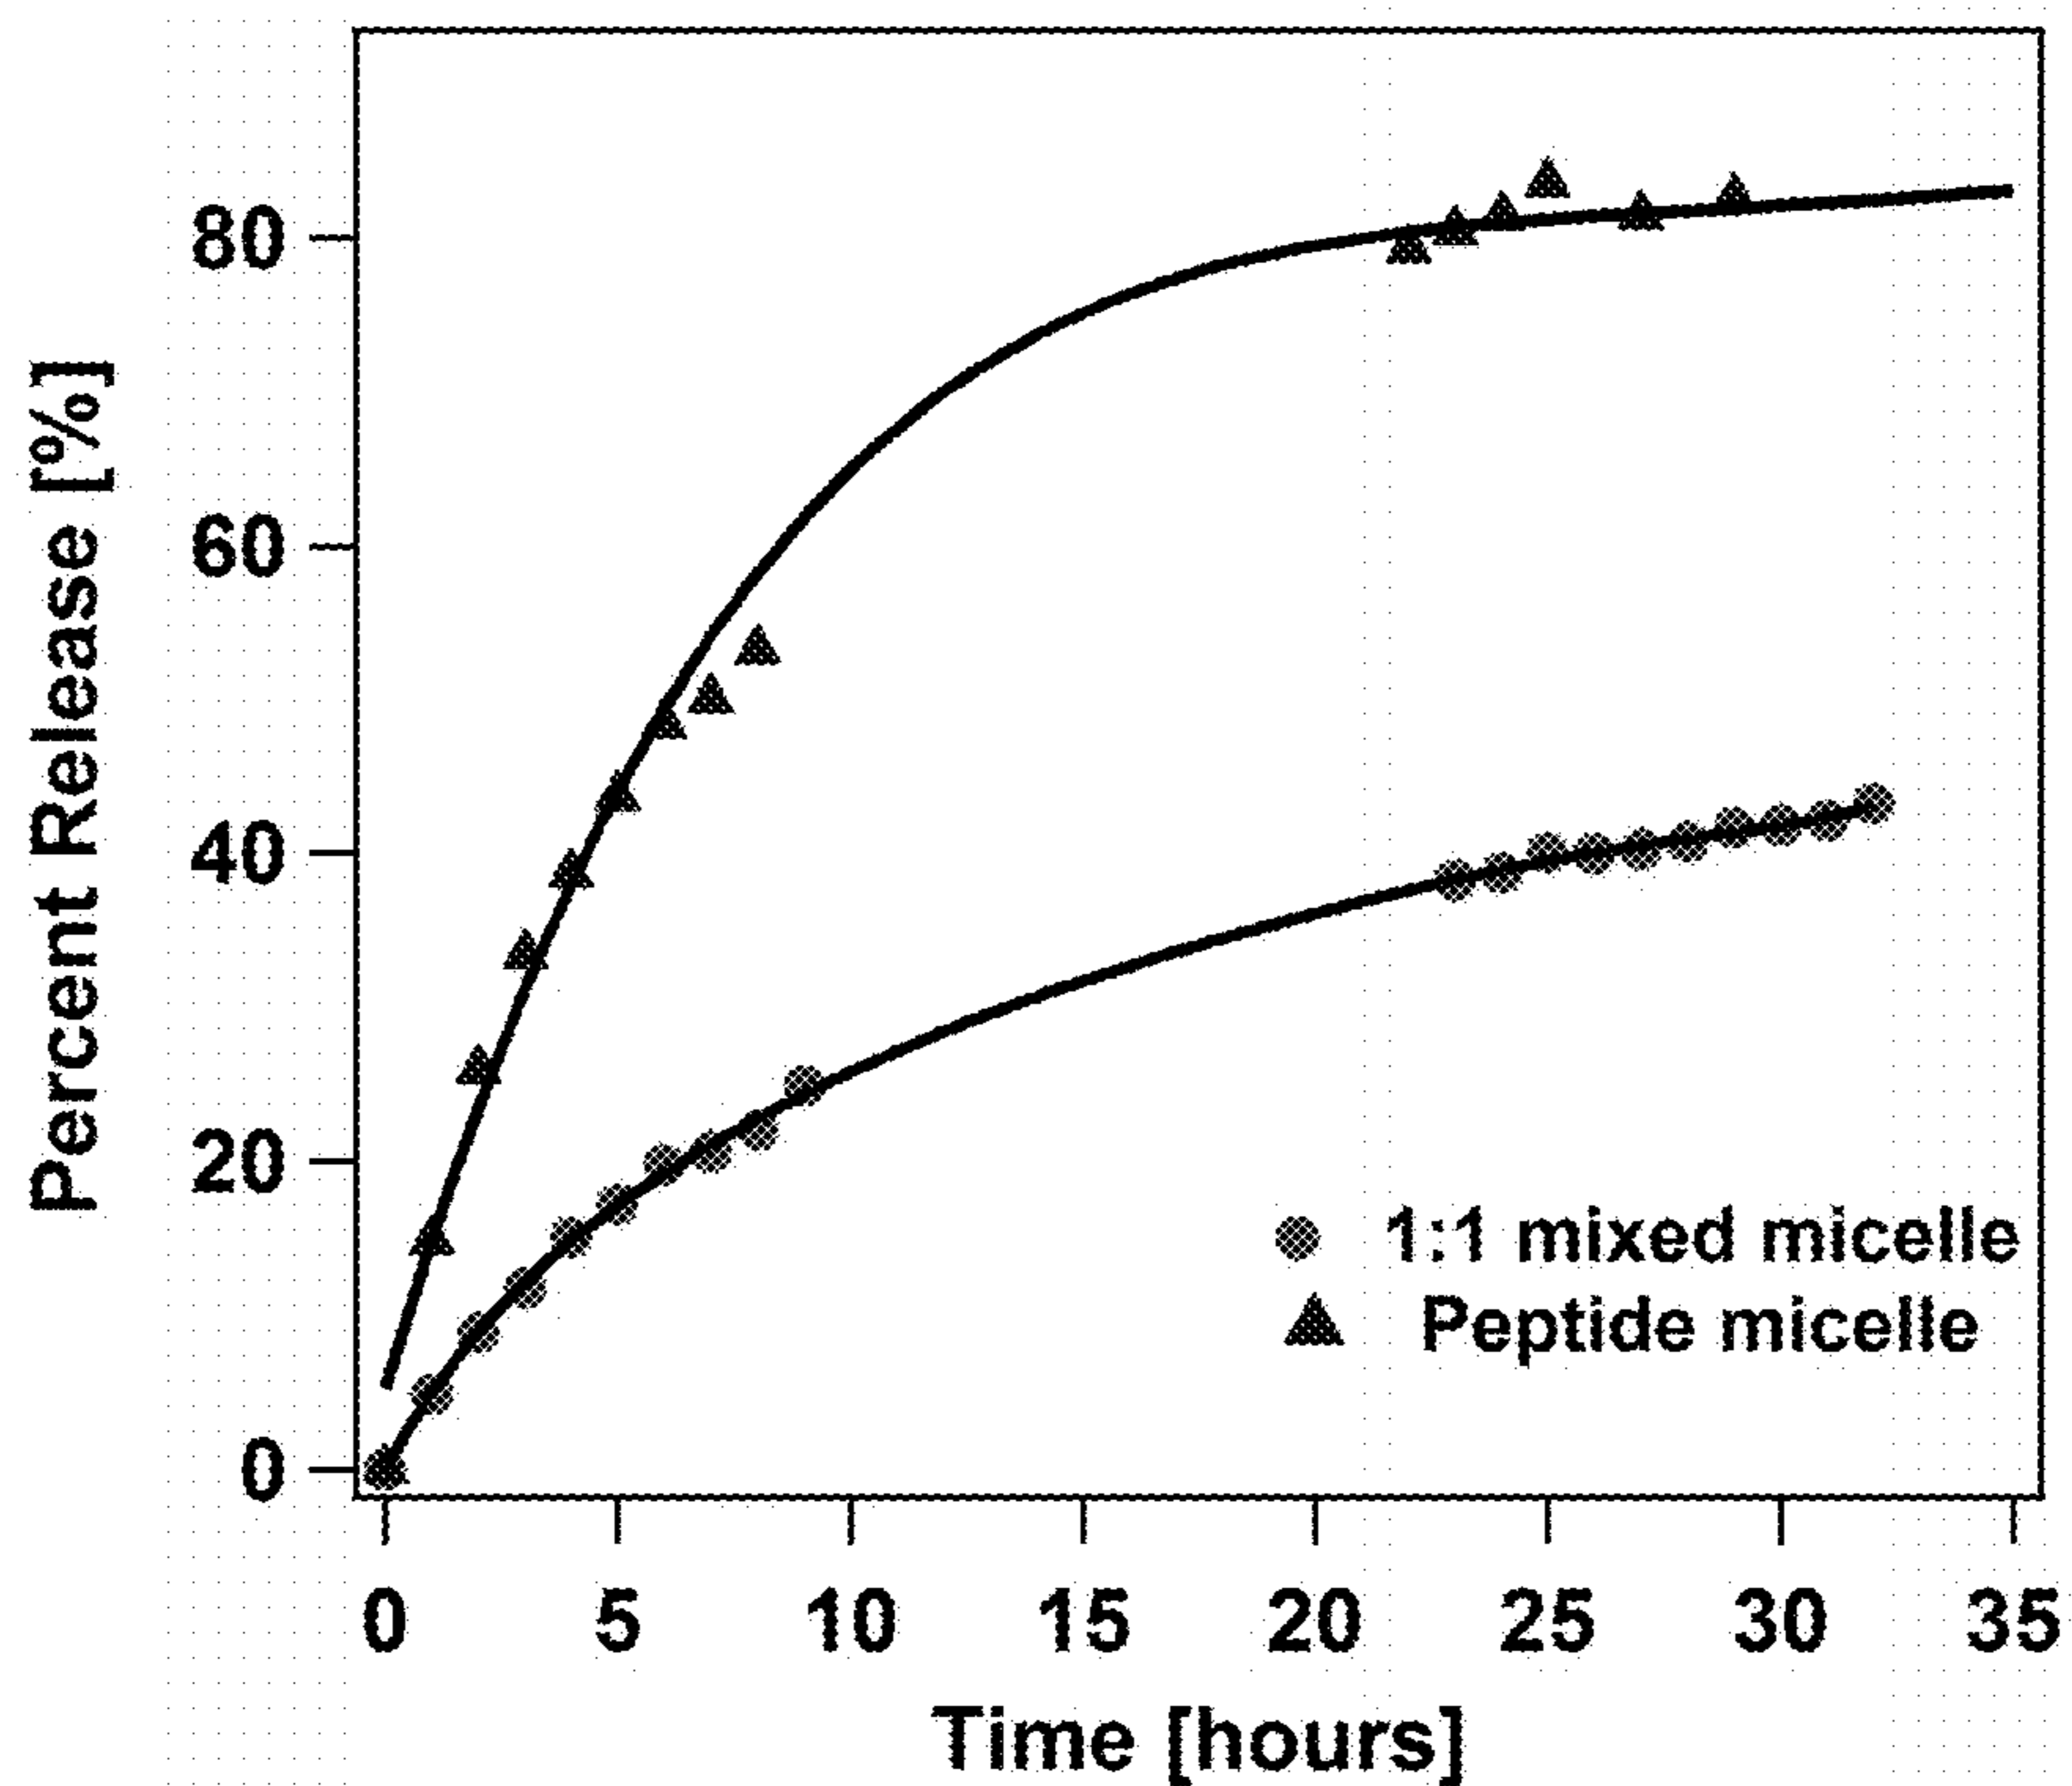 Percent Release [%]
80
60
40
20
0
1:1 mixed micelle
Peptide micelle
0 5 10 15 20 25 30 35
Time [hours]